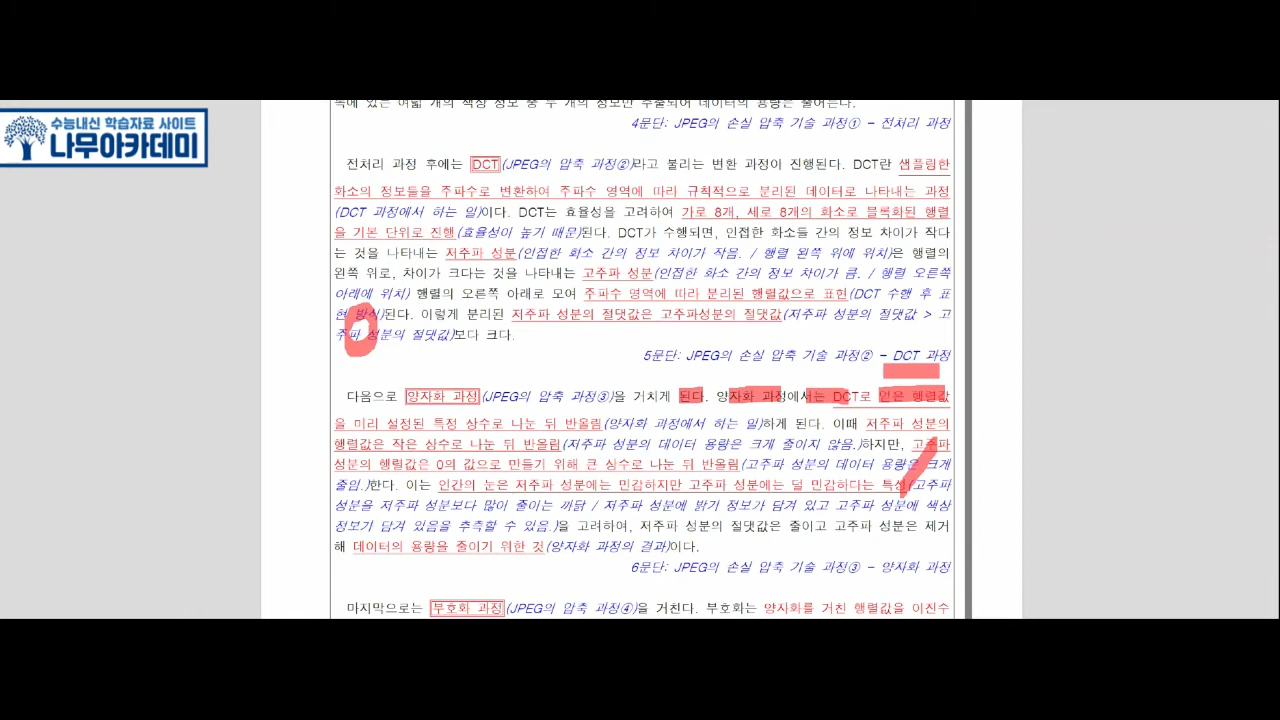 쪽에 있는 여덟 개의 색상 정보 중 두 개의 정보만 추출되어 데이터의 용량은 줄어든다.
4문단: JPEG의 손실 압축 기술 과정① - 전처리 과정
수능내신 학습자료 사이트
나무아카데미
전처리 과정 후에는 DCT(JPEG의 압축 과정②)라고 불리는 변환 과정이 진행된다. DCT란 샘플링한
화소의 정보들을 주파수로 변환하여 주파수 영역에 따라 규칙적으로 분리된 데이터로 나타내는 과정
(DCT 과정에서 하는 일)이다. DCT는 효율성을 고려하여 가로 8개, 세로 8개의 화소로 블록화된 행렬
을 기본 단위로 진행(효율성이 높기 때문)된다. DCT가 수행되면, 인접한 화소들 간의 정보 차이가 작다
는 것을 나타내는 저주파 성분(인접한 화소 간의 정보 차이가 작음. / 행렬 왼쪽 위에 위치)은 행렬의
왼쪽 위로, 차이가 크다는 것을 나타내는 고주파 성분(인접한 화소 간의 정보 차이가 큼. / 행렬 오른쪽
아래에 위치) 행렬의 오른쪽 아래로 모여 주파수 영역에 따라 분리된 행렬값으로 표현(DCT 수행 후 표
현 방식)된다. 이렇게 분리된 저주파 성분의 절댓값은 고주파성분의 절댓값(저주파 성분의 절댓값 > 고
주파 성분의 절댓값)보다 크다.
5문단: JPEG의 손실 압축 기술 과정② - DCT 과정
다음으로 양자화 과정(JPEG의 압축 과정③)을 거치게 된다. 양자화 과정에서는 DCT로 얻은 행렬값
을 미리 설정된 특정 상수로 나눈 뒤 반올림(양자회 과정에서 하는 일)하게 된다. 이때 저주파 성분의
행렬값은 작은 상수로 나눈 뒤 반올림(저주파 성분의 데이터 용량은 크게 줄이지 않음.)하지만, 고주파
성분의 행렬값은 0의 값으로 만들기 위해 큰 상수로 나눈 뒤 반올림(고주파 성분의 데이터 용량은 크게
줄임.)한다. 이는 인간의 눈은 저주파 성분에는 민감하지만 고주파 성분에는 덜 민감하다는 특성(고주파
성분을 저주파 성분보다 많이 줄이는 까닭 / 저주파 성분에 밝기 정보가 담겨 있고 고주파 성분에 색상
정보가 담겨 있음을 추측할 수 있음.)을 고려하여, 저주파 성분의 절댓값은 줄이고 고주파 성분은 제거
해 데이터의 용량을 줄이기 위한 것(양자화 과정의 결과)이다.
6문단: JPEG의 손실 압축 기술 과정③ - 양자화 과정
마지막으로는 부호화 과정(JPEG의 압축 과정④)을 거친다. 부호화는 양자화를 거친 행렬값을 이진수